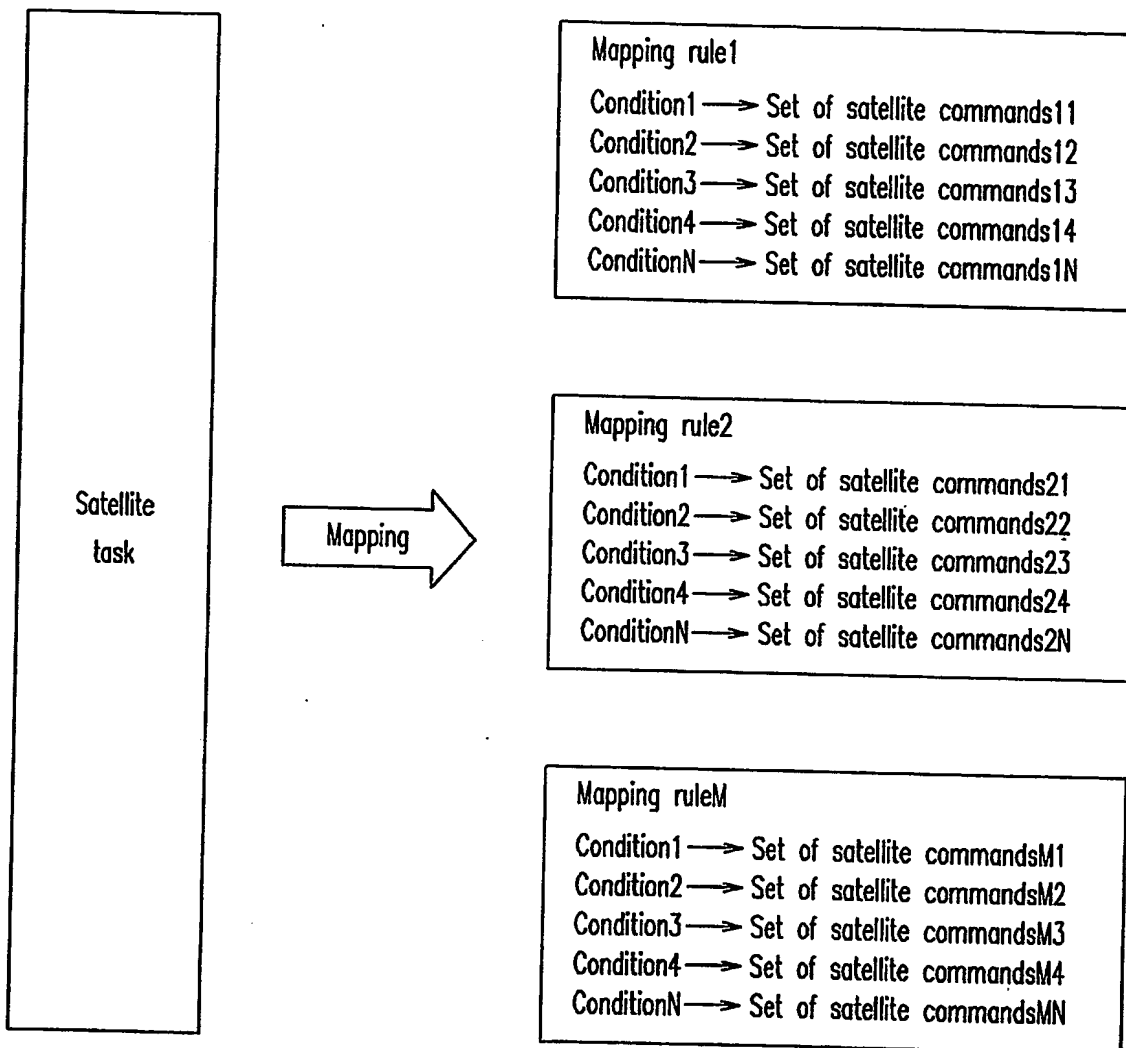 Satellite
task
Mapping
Mapping rule1
Condition1 → Set of satellite commands11
Condition2 → Set of satellite commands12
Condition3 → Set of satellite commands13
Condition4 → Set of satellite commands14
ConditionN → Set of satellite commands1N
Mapping rule2
Condition1 → Set of satellite commands21
Condition2 → Set of satellite commands22
Condition3 → Set of satellite commands23
Condition4 → Set of satellite commands24
ConditionN → Set of satellite commands2N
Mapping ruleM
Condition1 → Set of satellite commandsM1
Condition2 → Set of satellite commandsM2
Condition3 → Set of satellite commandsM3
Condition4 → Set of satellite commandsM4
ConditionN → Set of satellite commandsMN